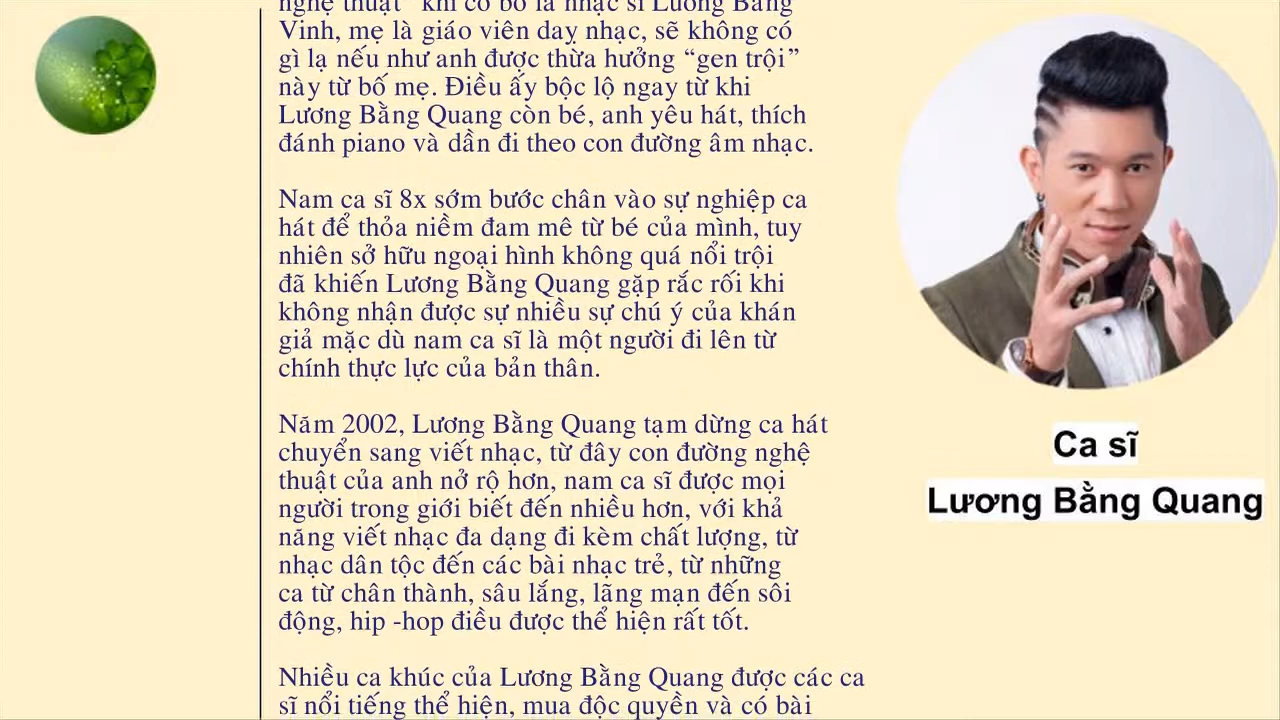 nghệ thuật" khi có bố là nhạc sĩ Lương Bằng
Vinh, mẹ là giáo viên dạy nhạc, sẽ không có
gì lạ nếu như anh được thừa hưởng “gen trội”
này từ bố mẹ. Điều ấy bộc lộ ngay từ khi
Lương Bằng Quang còn bé, anh yêu hát, thích
đánh piano và dần đi theo con đường âm nhạc.
Nam ca sĩ 8x sớm bước chân vào sự nghiệp ca
hát để thỏa niềm đam mê từ bé của mình, tuy
nhiên sở hữu ngoại hình không quá nổi trội
đã khiến Lương Bằng Quang gặp rắc rối khi
không nhận được sự nhiều sự chú ý của khán
giả mặc dù nam ca sĩ là một người đi lên từ
chính thực lực của bản thân.
Năm 2002, Lương Bằng Quang tạm dừng ca hát
chuyển sang viết nhạc, từ đây con đường nghệ
thuật của anh nở rộ hơn, nam ca sĩ được mọi
người trong giới biết đến nhiều hơn, với khả
năng viết nhạc đa dạng đi kèm chất lượng, từ
nhạc dân tộc đến các bài nhạc trẻ, từ những
ca từ chân thành, sâu lắng, lãng mạn đến sôi
động, hip -hop điều được thể hiện rất tốt.
Nhiều ca khúc của Lương Bằng Quang được các ca
sĩ nổi tiếng thể hiện, mua độc quyền và có bài
Ca sĩ
Lương Bằng Quang